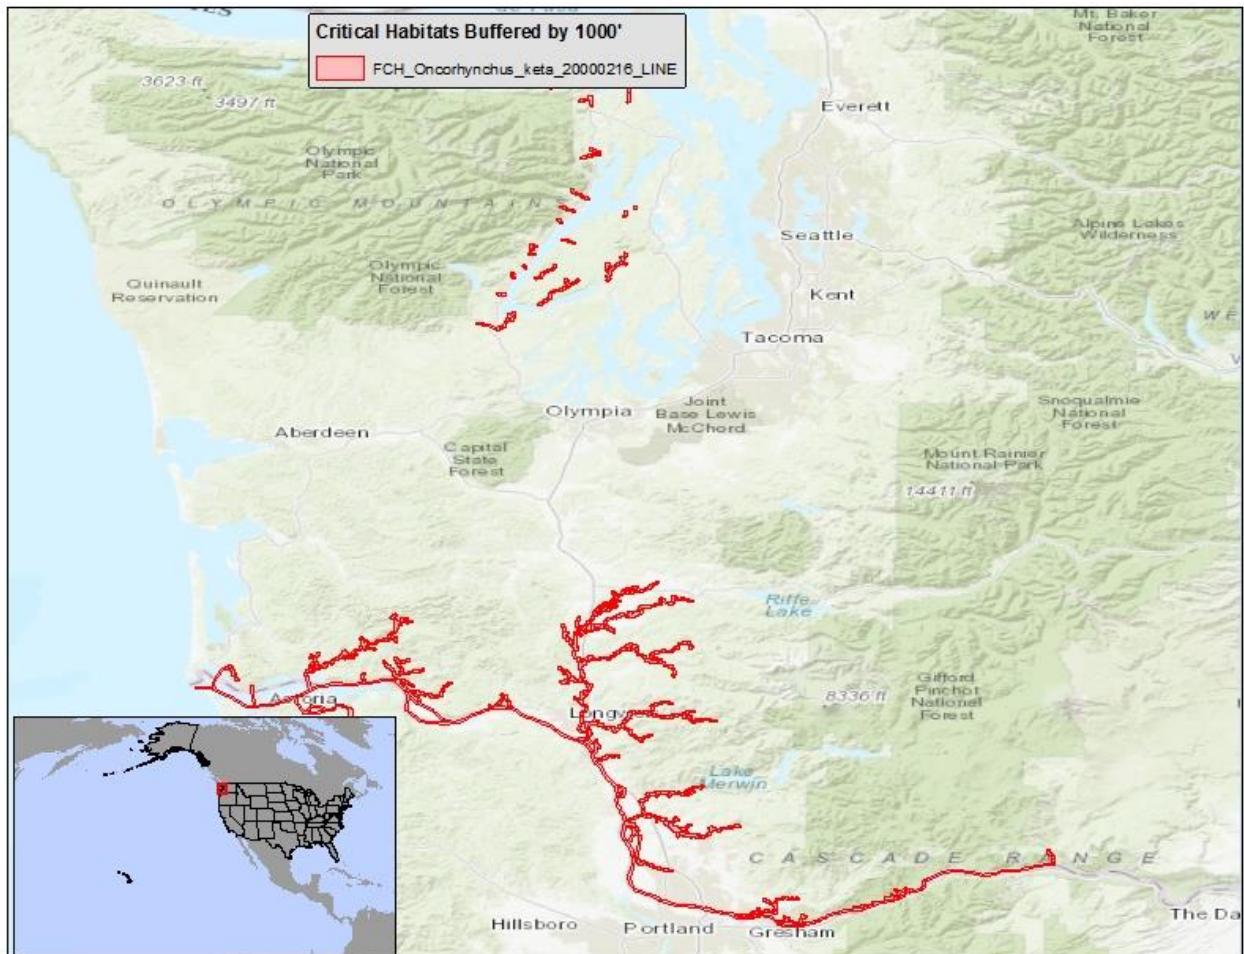 Mt. Baker
National
Forest
Critical Habitats Buffered by 1000'
FCH_Oncorhynchus_keta_20000216_LINE
3623 ft
3497 ft
Everett
Olympic
National
Park
OLYMPIC MOUNTAINS
Alpine Lakes
Wilderness
Seattle
Olympic
National
Forest
Quinault
Reservation
Kent
Tacoma
Joint
Base Lewis
McChord
Olympia
Snoqualmie
National
Forest
Aberdeen
Capital
State
Forest
Mount Rainier
National Park
14411 ft
Riffe
Lake
Gifford
Pinchot
National
Forest
8336 ft
Astoria
Lake
Merwin
CASCADE RANGE
Hillsboro
Portland
Gresham
The Da